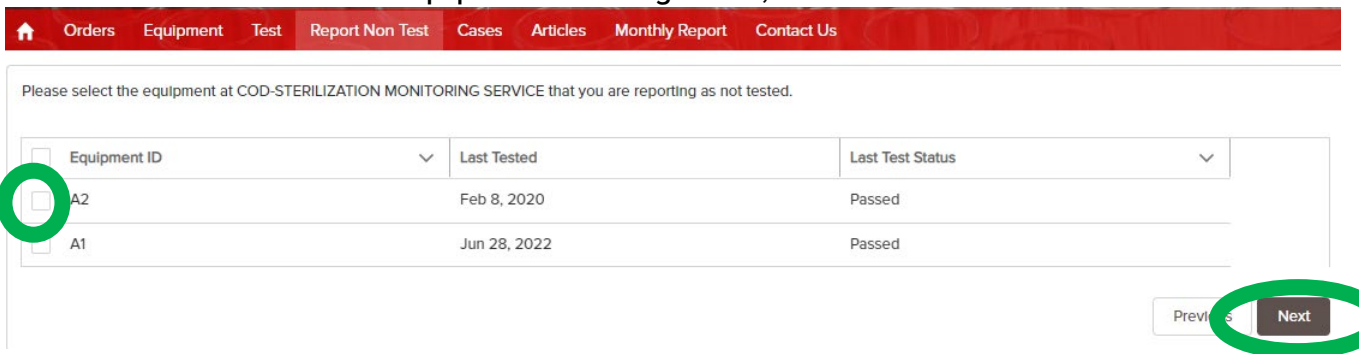 Orders Equipment Test Report Non Test Cases Articles Monthly Report Contact Us
Please select the equipment at COD-STERILIZATION MONITORING SERVICE that you are reporting as not tested.
Equipment ID Last Tested Last Test Status
A2 Feb 8, 2020 Passed
A1 Jun 28, 2022 Passed
Previous Next